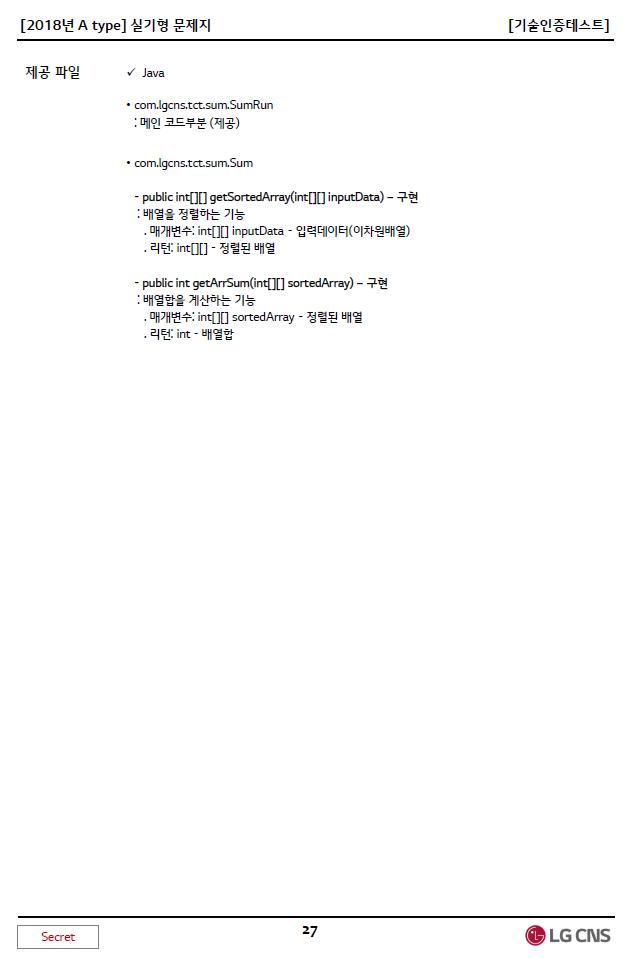 [2018년 A type] 실기형 문제지 [기술인증테스트]
제공 파일 ✓ Java
• com.lgcns.tct.sum.SumRun
: 메인 코드부분 (제공)
• com.lgcns.tct.sum.Sum
- public int[][] getSortedArray(int[][] inputData) – 구현
: 배열을 정렬하는 기능
. 매개변수: int[][] inputData - 입력데이터(이차원배열)
. 리턴: int[][] - 정렬된 배열
- public int getArrSum(int[][] sortedArray) – 구현
: 배열합을 계산하는 기능
. 매개변수: int[][] sortedArray - 정렬된 배열
. 리턴: int - 배열합
Secret 27 LG CNS